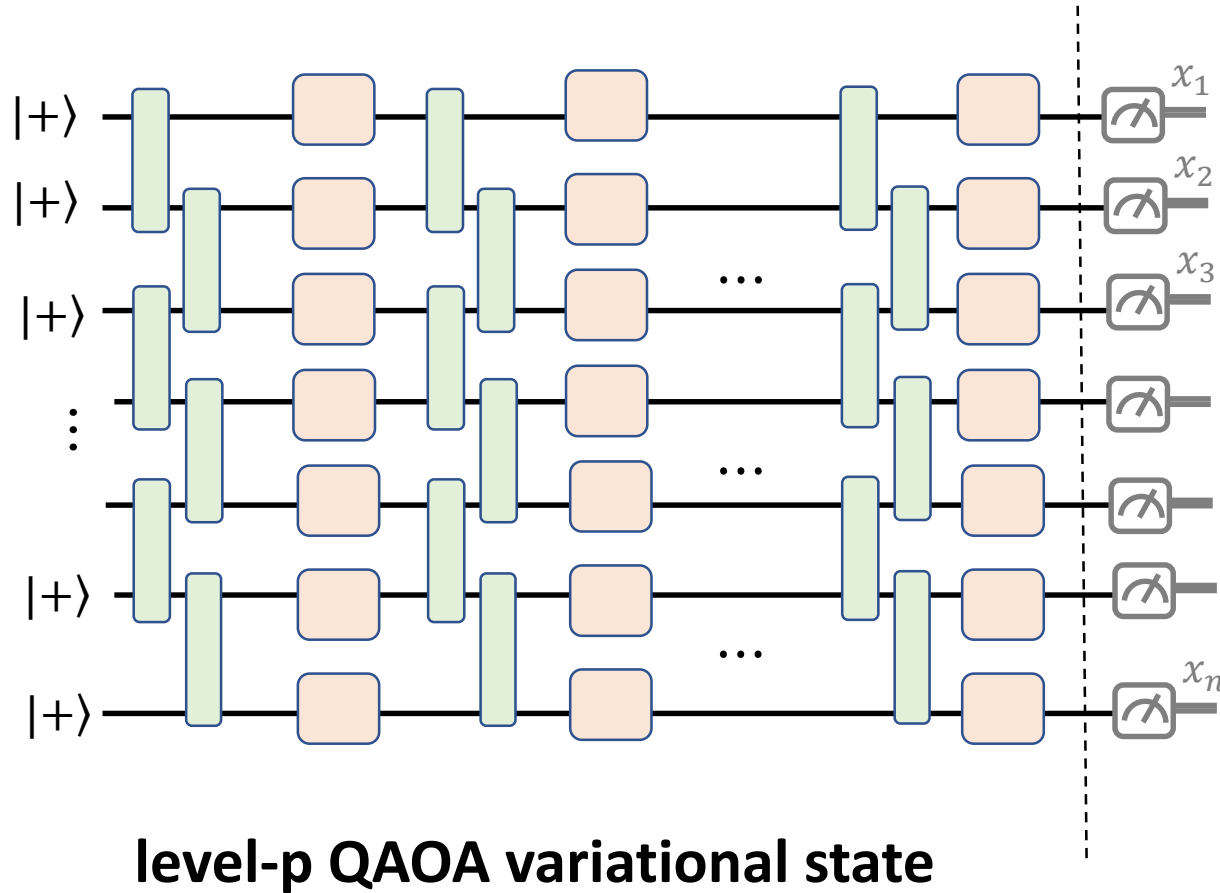 |+⟩ x₁
|+⟩ x₂
|+⟩ ... x₃
⋮
...
|+⟩
...
|+⟩ xₙ
level-p QAOA variational state